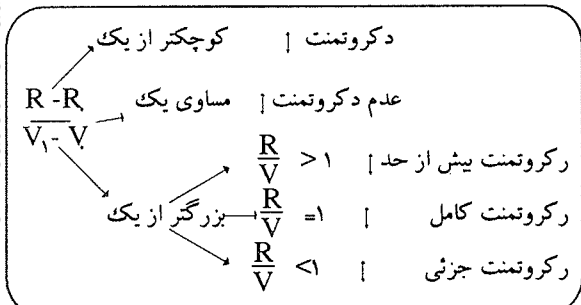 کوچکتر از یک | دکروتمنت
R - R.
مساوی یک | عدم دکروتمنت
V۱ - V.
R/V > ۱ | رکروتمنت بیش از حد
بزرگتر از یک R/V =۱ | رکروتمنت کامل
R/V <۱ | رکروتمنت جزئی